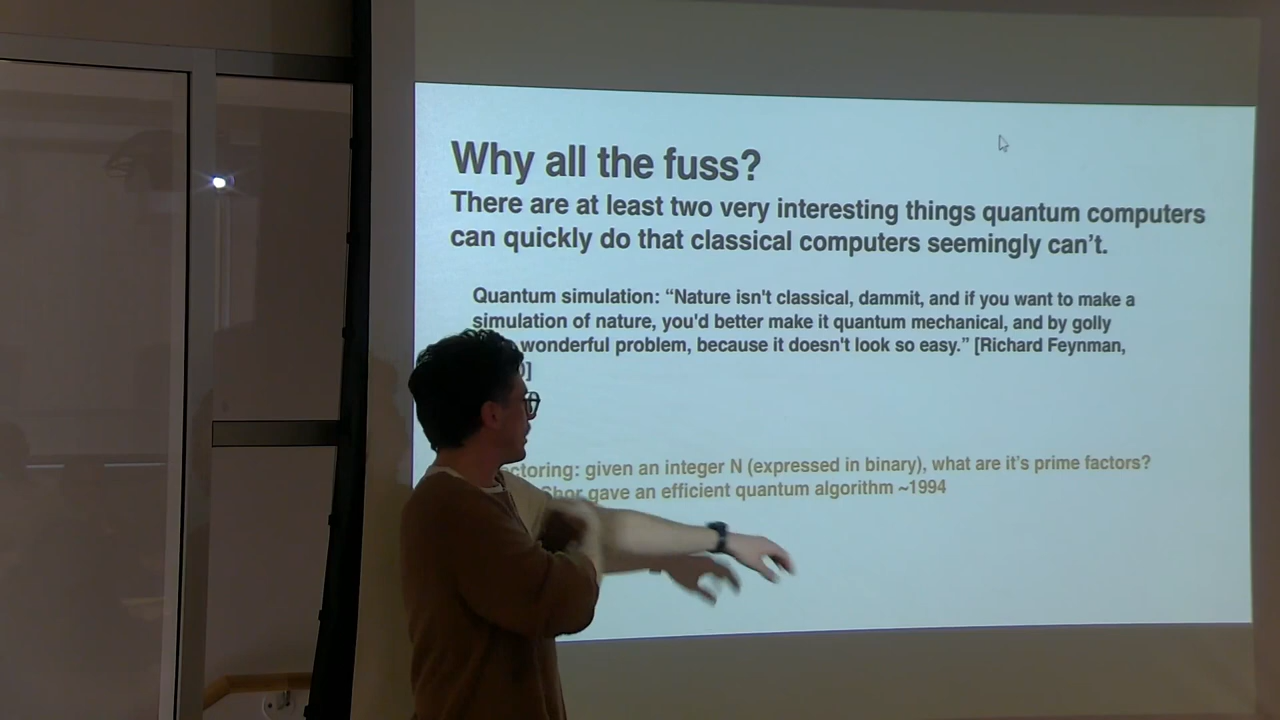 Why all the fuss?
There are at least two very interesting things quantum computers
can quickly do that classical computers seemingly can't.
Quantum simulation: “Nature isn't classical, dammit, and if you want to make a
simulation of nature, you'd better make it quantum mechanical, and by golly
wonderful problem, because it doesn't look so easy.” [Richard Feynman,
ctoring: given an integer N (expressed in binary), what are it's prime factors?
Shor gave an efficient quantum algorithm ~1994